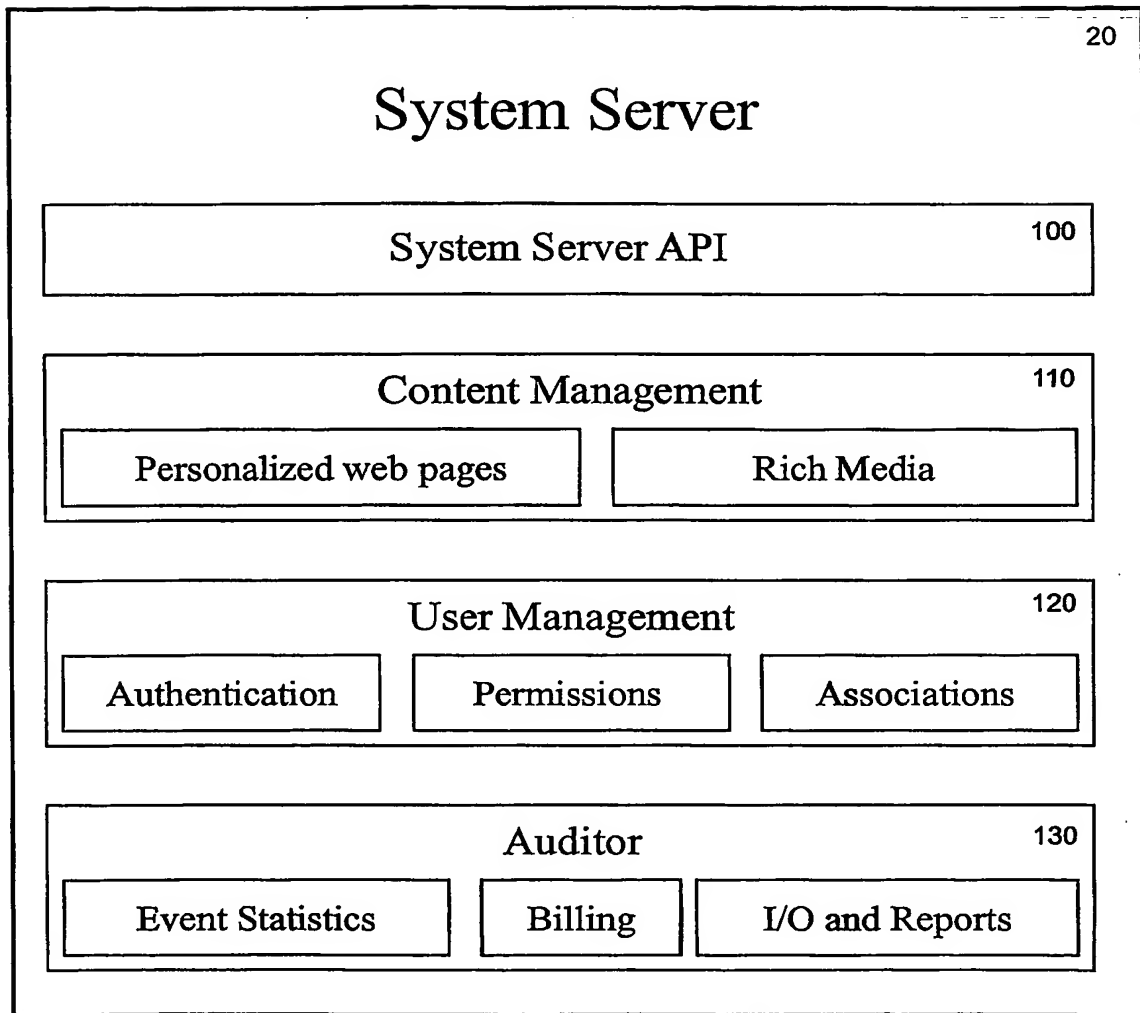 20
System Server
System Server API 100
Content Management 110
Personalized web pages Rich Media
User Management 120
Authentication Permissions Associations
Auditor 130
Event Statistics Billing I/O and Reports